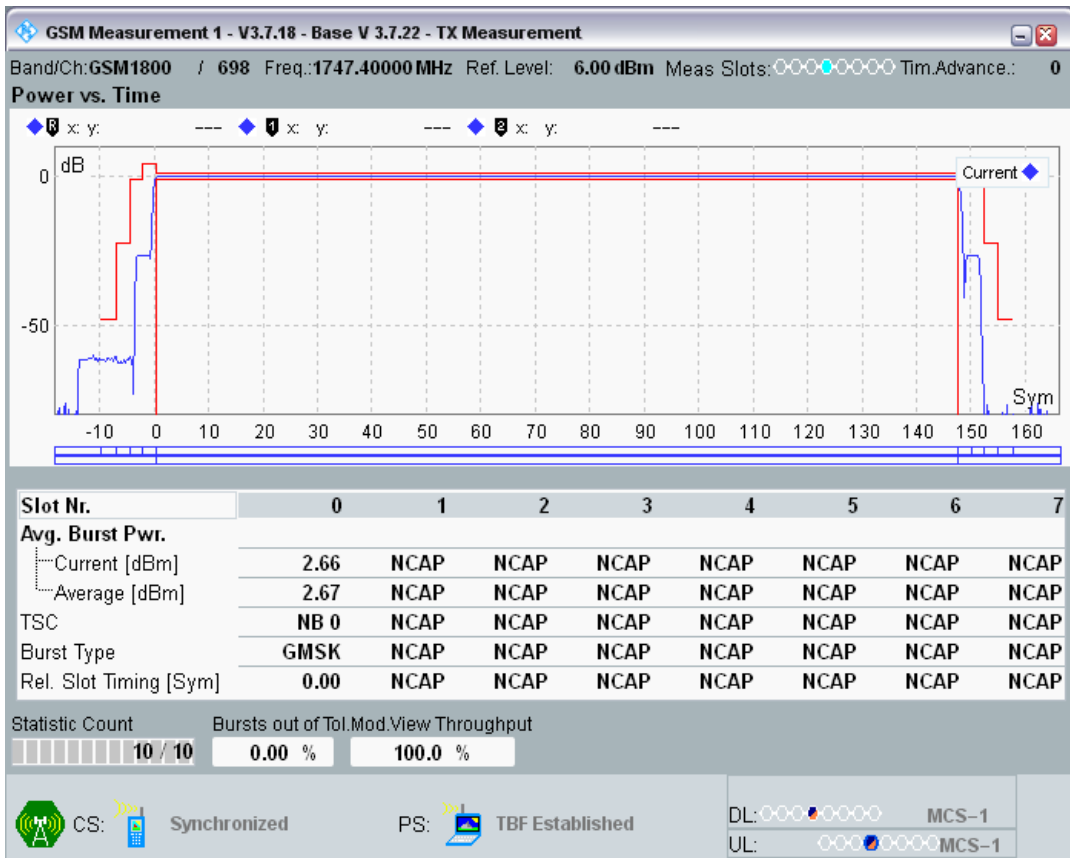 GSM Measurement 1 - V3.7.18 - Base V 3.7.22 - TX Measurement
Band/Ch:GSM1800 / 698 Freq.:1747.40000 MHz Ref. Level: 6.00 dBm Meas Slots: Tim.Advance.: 0
Power vs. Time
R x: y: --- 1 x: y: --- 2 x: y: ---
dB
Current
0
-50
Sym
-10 0 10 20 30 40 50 60 70 80 90 100 110 120 130 140 150 160
Slot Nr. 0 1 2 3 4 5 6 7
Avg. Burst Pwr.
Current [dBm] 2.66 NCAP NCAP NCAP NCAP NCAP NCAP NCAP
Average [dBm] 2.67 NCAP NCAP NCAP NCAP NCAP NCAP NCAP
TSC NB 0 NCAP NCAP NCAP NCAP NCAP NCAP NCAP
Burst Type GMSK NCAP NCAP NCAP NCAP NCAP NCAP NCAP
Rel. Slot Timing [Sym] 0.00 NCAP NCAP NCAP NCAP NCAP NCAP NCAP
Statistic Count Bursts out of Tol.Mod.View Throughput
10 / 10 0.00 % 100.0 %
CS: Synchronized PS: TBF Established
DL: MCS-1
UL: MCS-1